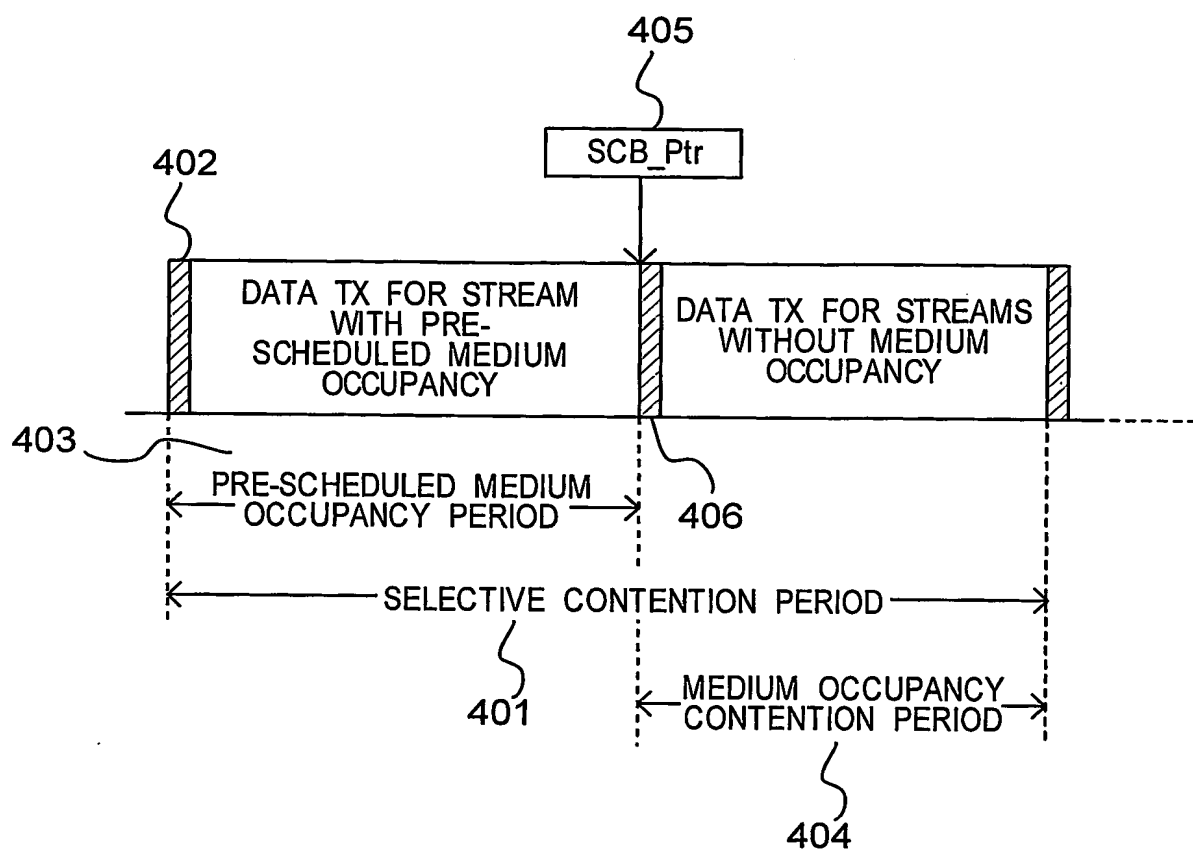 405
SCB_Ptr
402
DATA TX FOR STREAM
WITH PRE-
SCHEDULED MEDIUM
OCCUPANCY
DATA TX FOR STREAMS
WITHOUT MEDIUM
OCCUPANCY
403
PRE-SCHEDULED MEDIUM
OCCUPANCY PERIOD
406
SELECTIVE CONTENTION PERIOD
401
MEDIUM OCCUPANCY
CONTENTION PERIOD
404